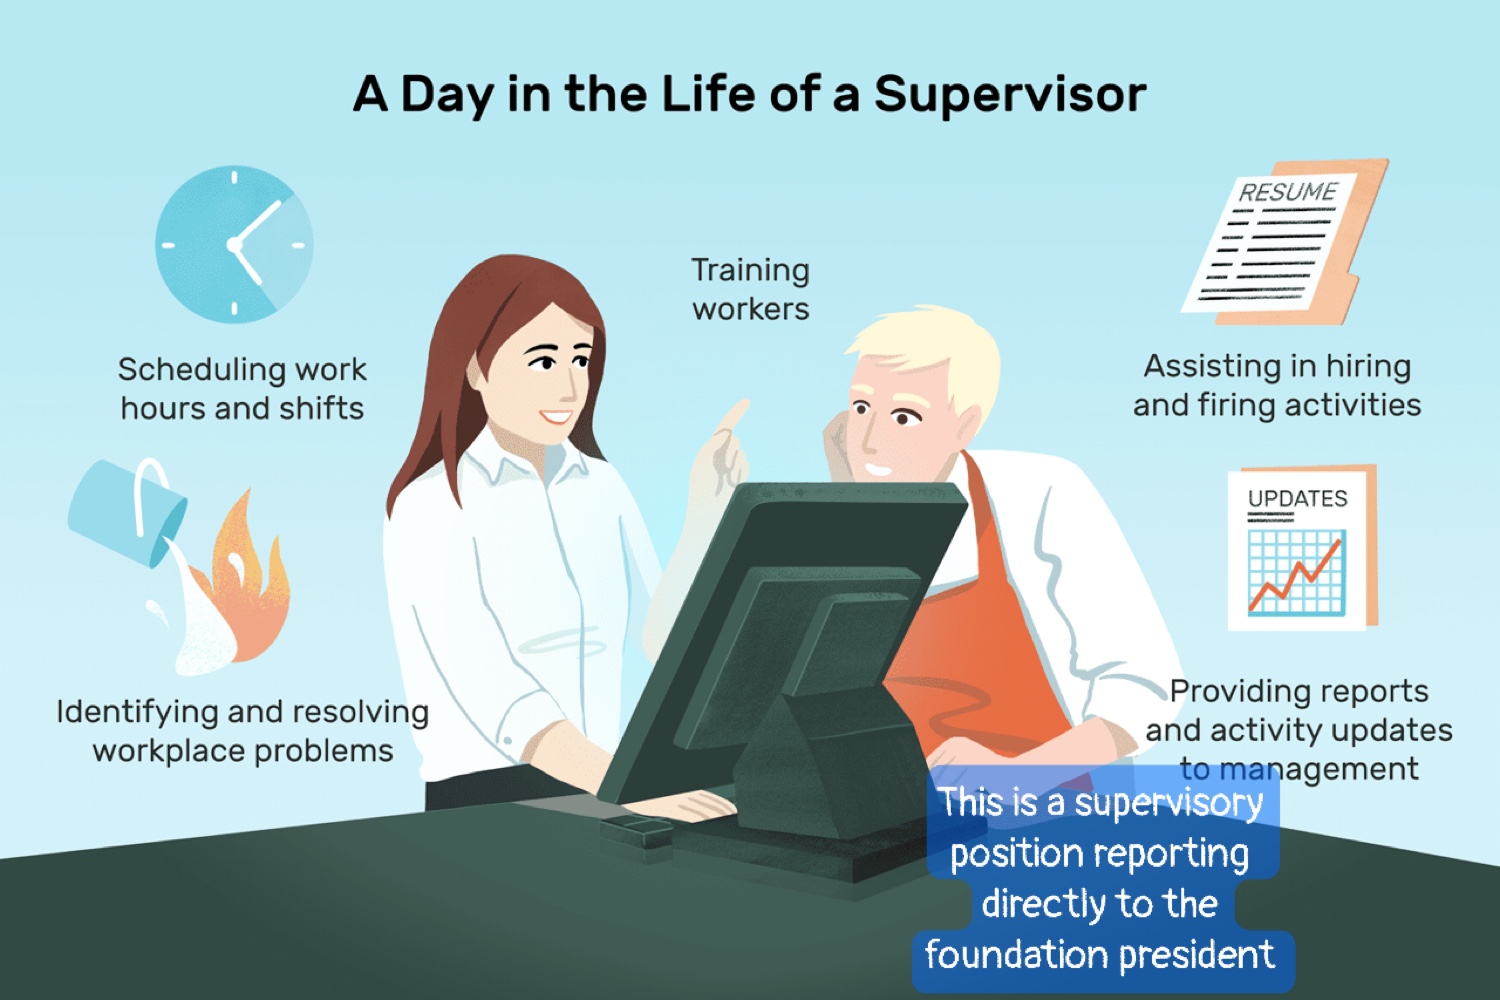 A Day in the Life of a Supervisor
Scheduling work
hours and shifts
Training
workers
RESUME
Assisting in hiring
and firing activities
Identifying and resolving
workplace problems
UPDATES
Providing reports
and activity updates
to management
This is a supervisory
position reporting
directly to the
foundation president